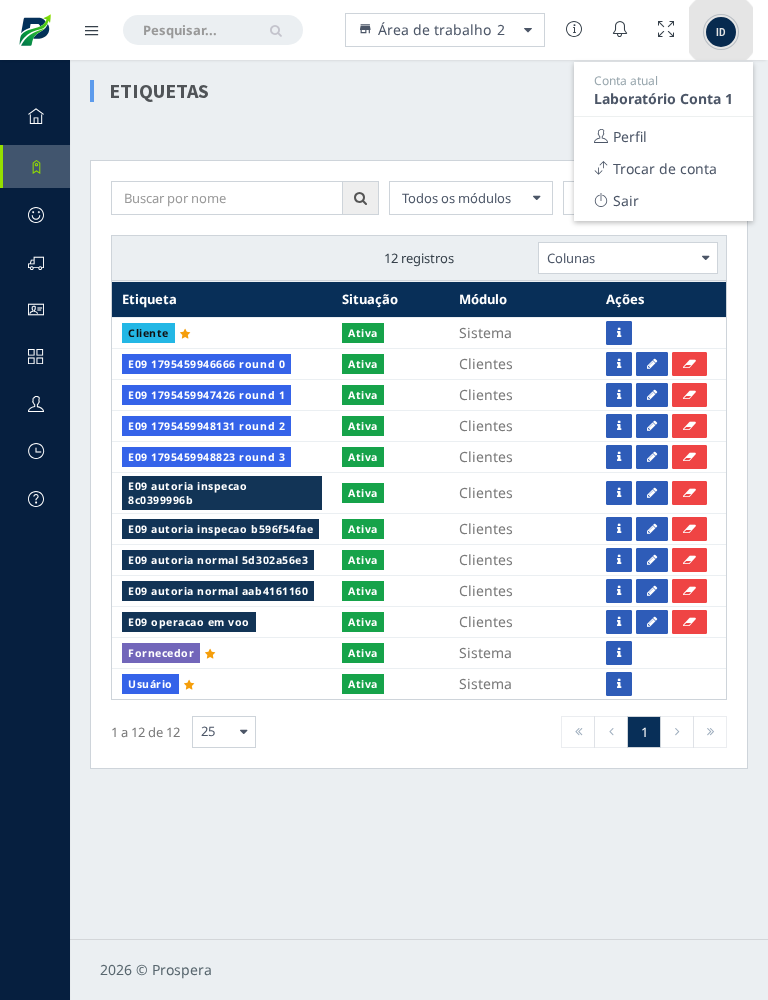 Pesquisar...
Área de trabalho 2
ID
Conta atual
Laboratório Conta 1
Perfil
Trocar de conta
Sair
ETIQUETAS
Buscar por nome
Todos os módulos
12 registros
Colunas
Etiqueta Situação Módulo Ações
Cliente Ativa Sistema
E09 1795459946666 round 0 Ativa Clientes
E09 1795459947426 round 1 Ativa Clientes
E09 1795459948131 round 2 Ativa Clientes
E09 1795459948823 round 3 Ativa Clientes
E09 autoria inspecao
8c0399996b Ativa Clientes
E09 autoria inspecao b596f54fae Ativa Clientes
E09 autoria normal 5d302a56e3 Ativa Clientes
E09 autoria normal aab4161160 Ativa Clientes
E09 operacao em voo Ativa Clientes
Fornecedor Ativa Sistema
Usuário Ativa Sistema
1 a 12 de 12 25 « ‹ 1 › »
2026 © Prospera